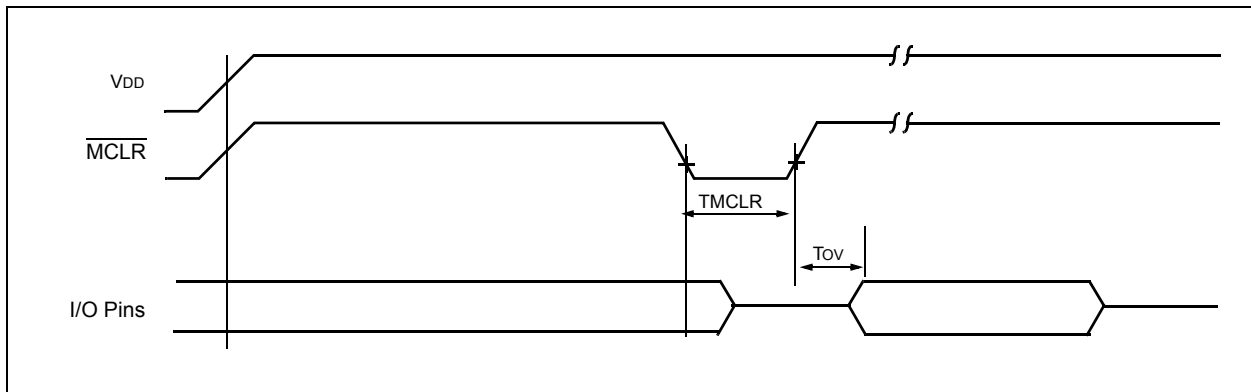 VDD
MCLR
TMCLR
TOV
I/O Pins